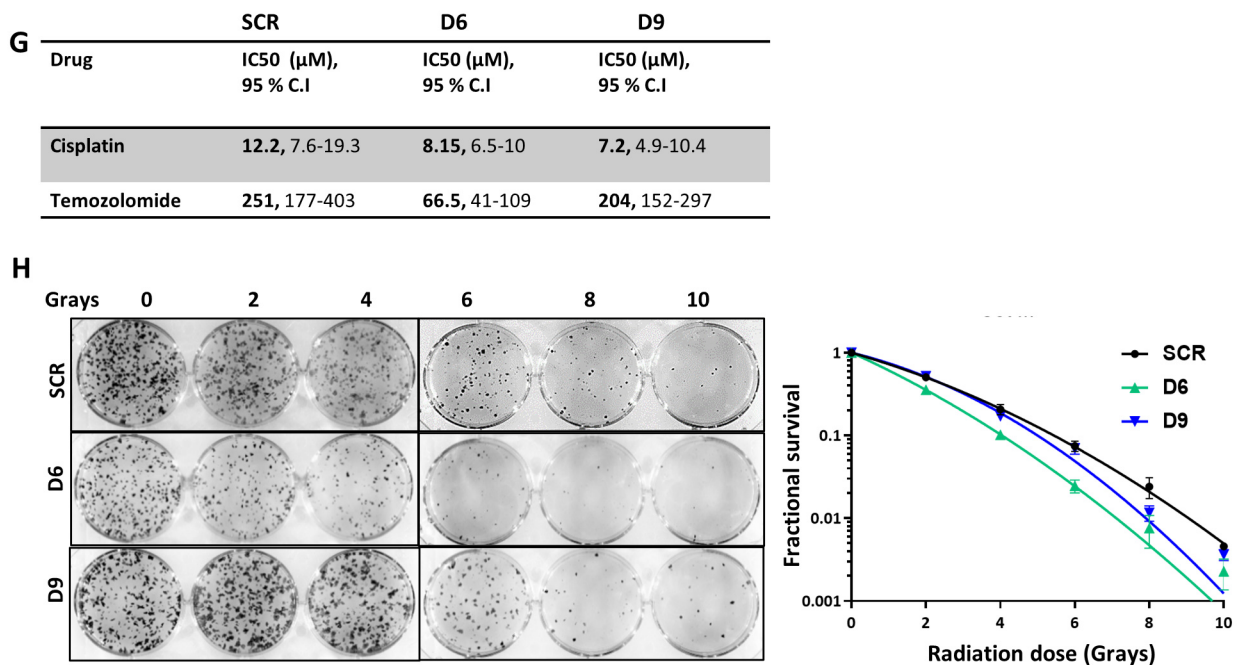 G
SCR D6 D9
Drug IC50 (µM), IC50 (µM), IC50 (µM),
95 % C.I 95 % C.I 95 % C.I
Cisplatin 12.2, 7.6-19.3 8.15, 6.5-10 7.2, 4.9-10.4
Temozolomide 251, 177-403 66.5, 41-109 204, 152-297
H
Grays 0 2 4 6 8 10
SCR
D6
D9
SCR
D6
D9
Fractional survival
1
0.1
0.01
0.001
0 2 4 6 8 10
Radiation dose (Grays)